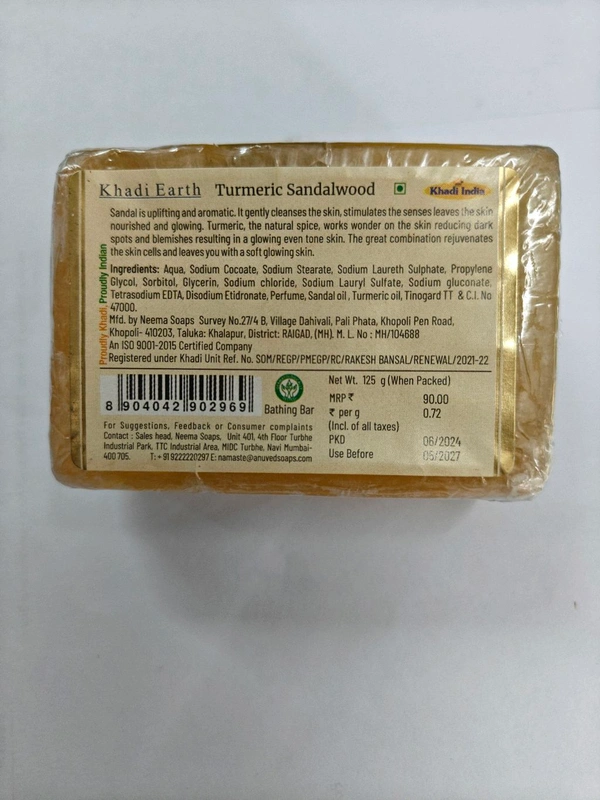 Khadi Earth Turmeric Sandalwood Khadi India
Sandal is uplifting and aromatic. It gently cleanses the skin, stimulates the senses leaves the skin
nourished and glowing. Turmeric, the natural spice, works wonder on the skin reducing dark
spots and blemishes resulting in a glowing even tone skin. The great combination rejuvenates
the skin cells and leaves you with a soft glowing skin.
Proudly Khadi, Proudly Indian
Ingredients: Aqua, Sodium Cocoate, Sodium Stearate, Sodium Laureth Sulphate, Propylene
Glycol, Sorbitol, Glycerin, Sodium chloride, Sodium Lauryl Sulfate, Sodium gluconate,
Tetrasodium EDTA, Disodium Etidronate, Perfume, Sandal oil , Turmeric oil, Tinogard TT & C.I. No
47000.
Mfd. by Neema Soaps Survey No.27/4 B, Village Dahivali, Pali Phata, Khopoli Pen Road,
Khopoli- 410203, Taluka: Khalapur, District: RAIGAD, (MH). M. L. No : MH/104688
An ISO 9001-2015 Certified Company
Registered under Khadi Unit Ref. No. SOM/REGP/PMEGP/RC/RAKESH BANSAL/RENEWAL/2021-22
8 904042 902969
Bathing Bar
For Suggestions, Feedback or Consumer complaints
Contact : Sales head, Neema Soaps, Unit 401, 4th Floor Turbhe
Industrial Park, TTC Industrial Area, MIDC Turbhe, Navi Mumbai-
400 705. T: + 91 9222220297 E: namaste@anuvedsoaps.com
Net Wt. 125 g (When Packed)
MRP ₹ 90.00
₹ per g 0.72
(Incl. of all taxes)
PKD 06/2024
Use Before 05/2027